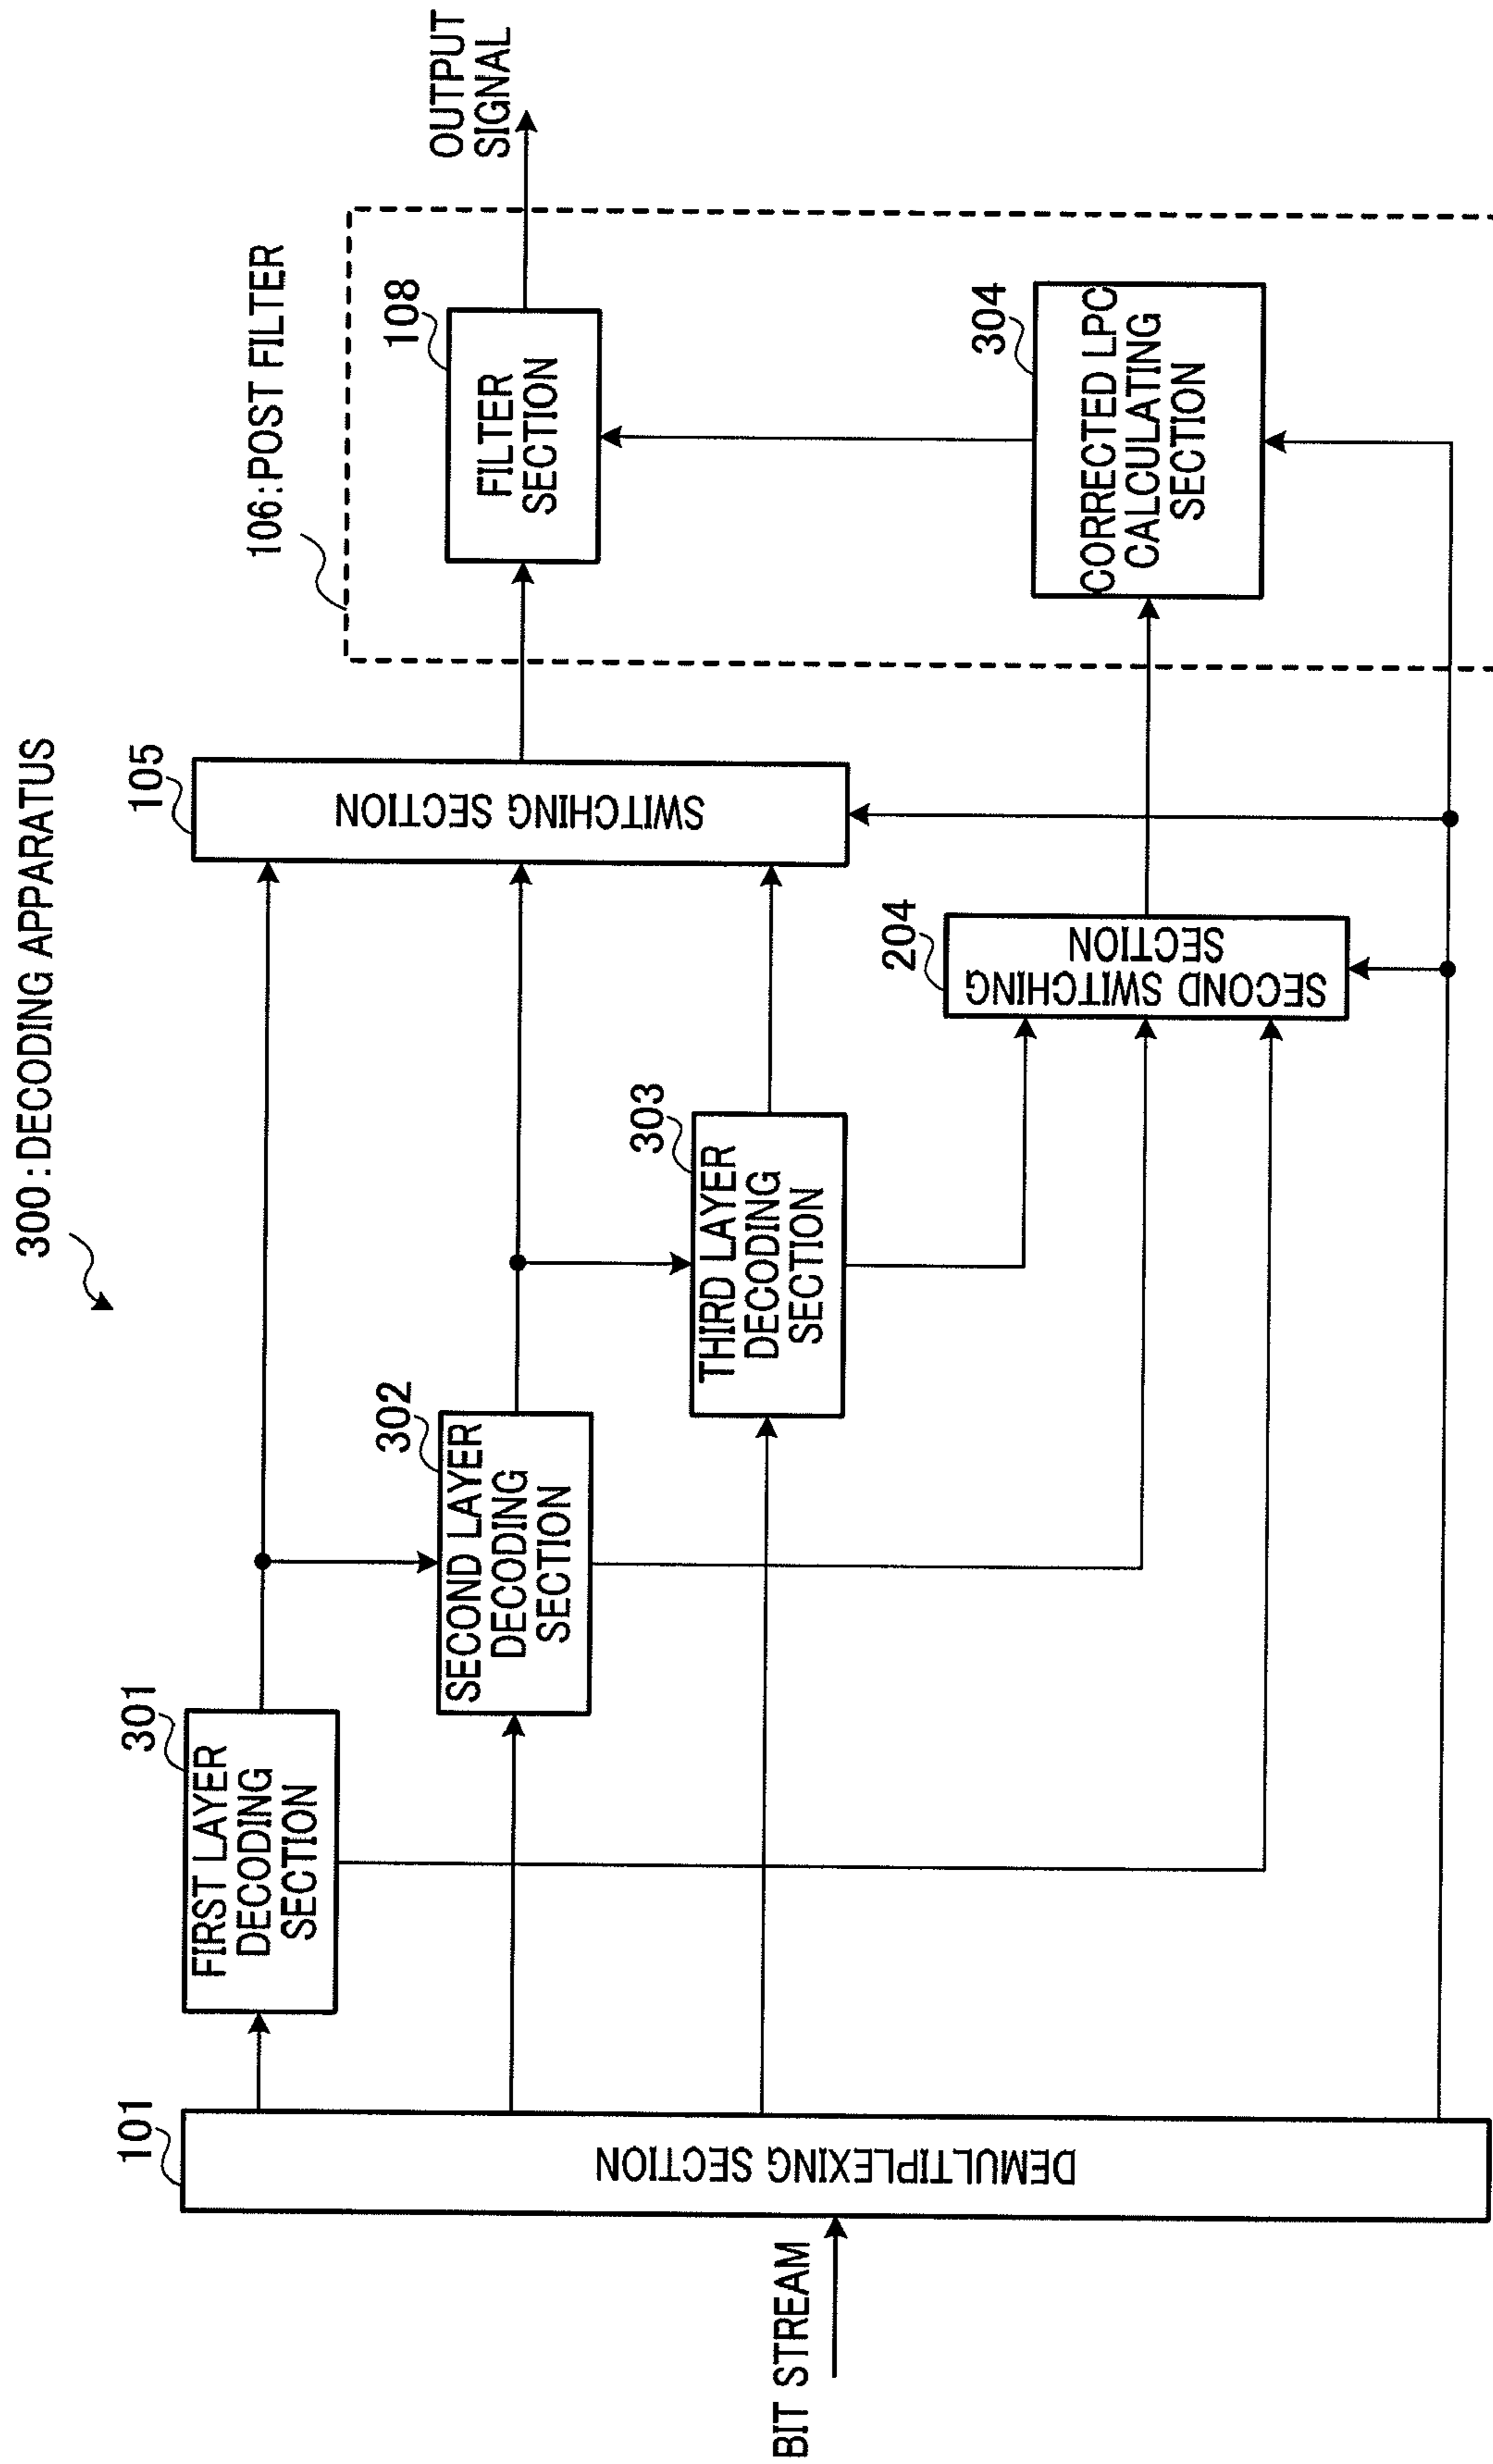 300:DECODING APPARATUS
BIT STREAM
101
DEMULTIPLEXING SECTION
301
FIRST LAYER
DECODING
SECTION
302
SECOND LAYER
DECODING
SECTION
303
THIRD LAYER
DECODING
SECTION
105
SWITCHING SECTION
204
SECOND SWITCHING
SECTION
106:POST FILTER
108
FILTER
SECTION
304
CORRECTED LPC
CALCULATING
SECTION
OUTPUT
SIGNAL